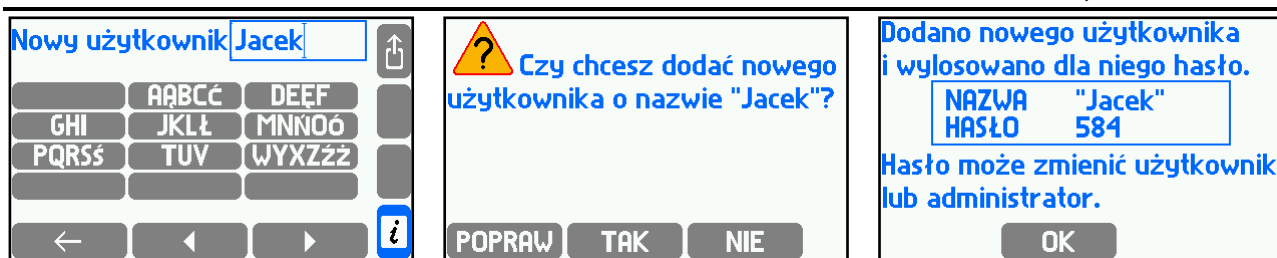 Nowy użytkownik Jacek
AĄBCĆ DEĘF
GHI JKLŁ MNŃOÓ
PQRSŚ TUV WYXZŹŻ
i
Czy chcesz dodać nowego
użytkownika o nazwie "Jacek"?
POPRAW TAK NIE
Dodano nowego użytkownika
i wylosowano dla niego hasło.
NAZWA "Jacek"
HASŁO 584
Hasło może zmienić użytkownik
lub administrator.
OK